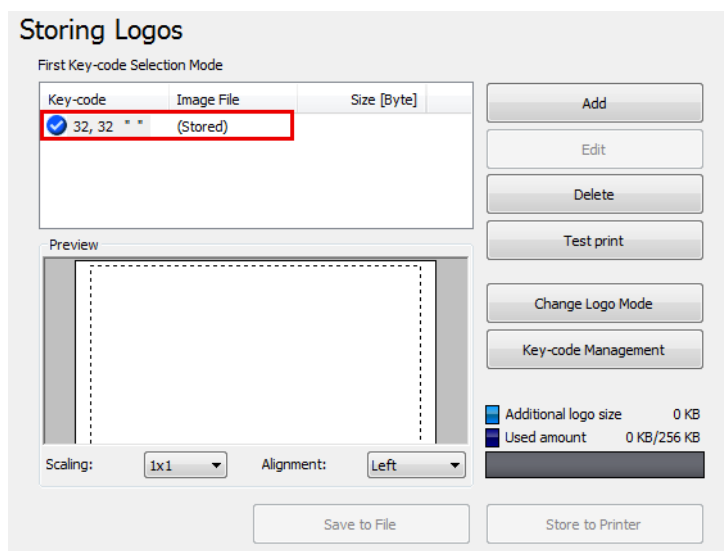 Storing Logos
First Key-code Selection Mode
Key-code Image File Size [Byte]
32, 32 " " (Stored)
Add
Edit
Delete
Test print
Preview
Change Logo Mode
Key-code Management
Additional logo size 0 KB
Used amount 0 KB/256 KB
Scaling: 1x1 Alignment: Left
Save to File Store to Printer